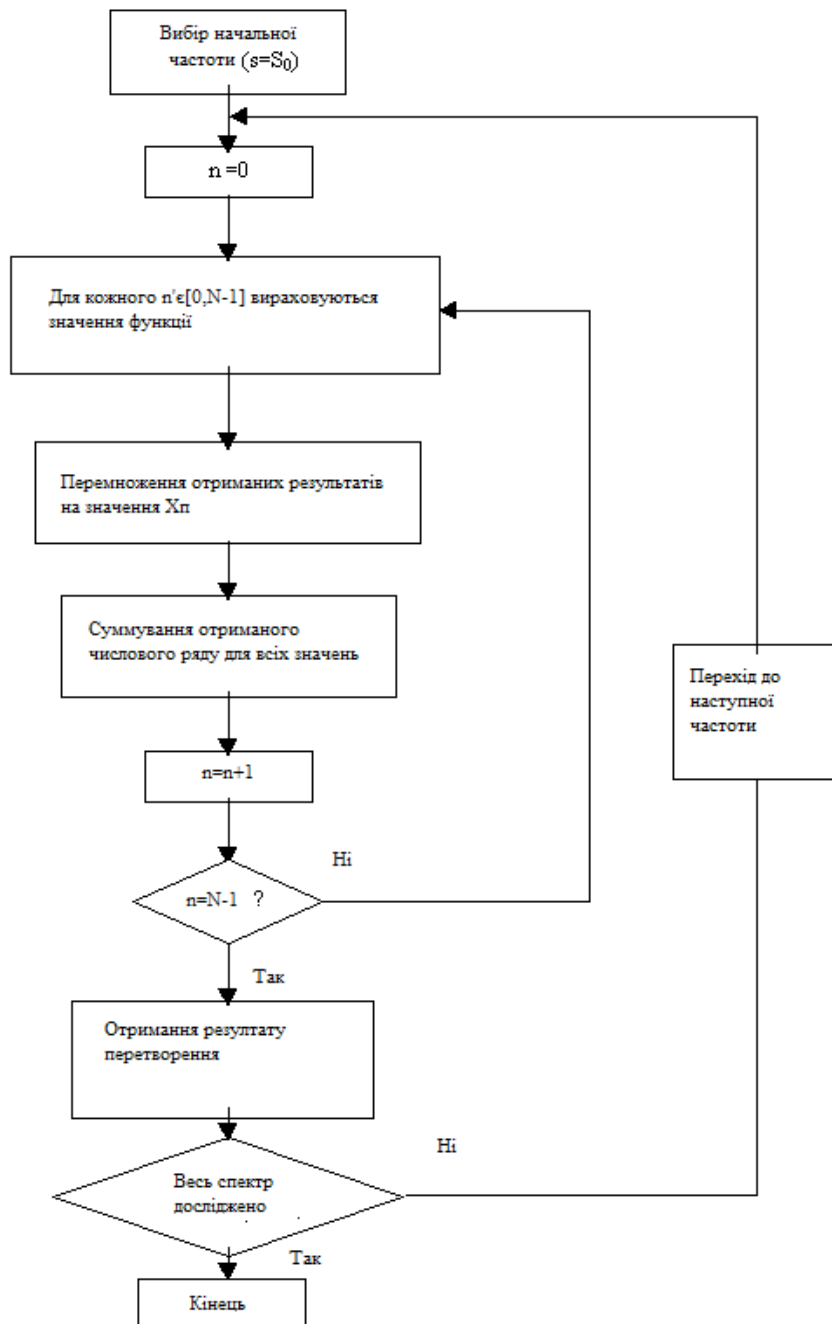 Вибір начальної
частоти (s=S₀)
n =0
Для кожного n'є[0,N-1] вираховуються
значення функції
Перемноження отриманих результатів
на значення Хп
Суммування отриманого
числового ряду для всіх значень
Перехід до
наступної
частоти
n=n+1
Ні
n=N-1 ?
Так
Отримання резултату
перетворення
Ні
Весь спектр
досліджено
Так
Кінець